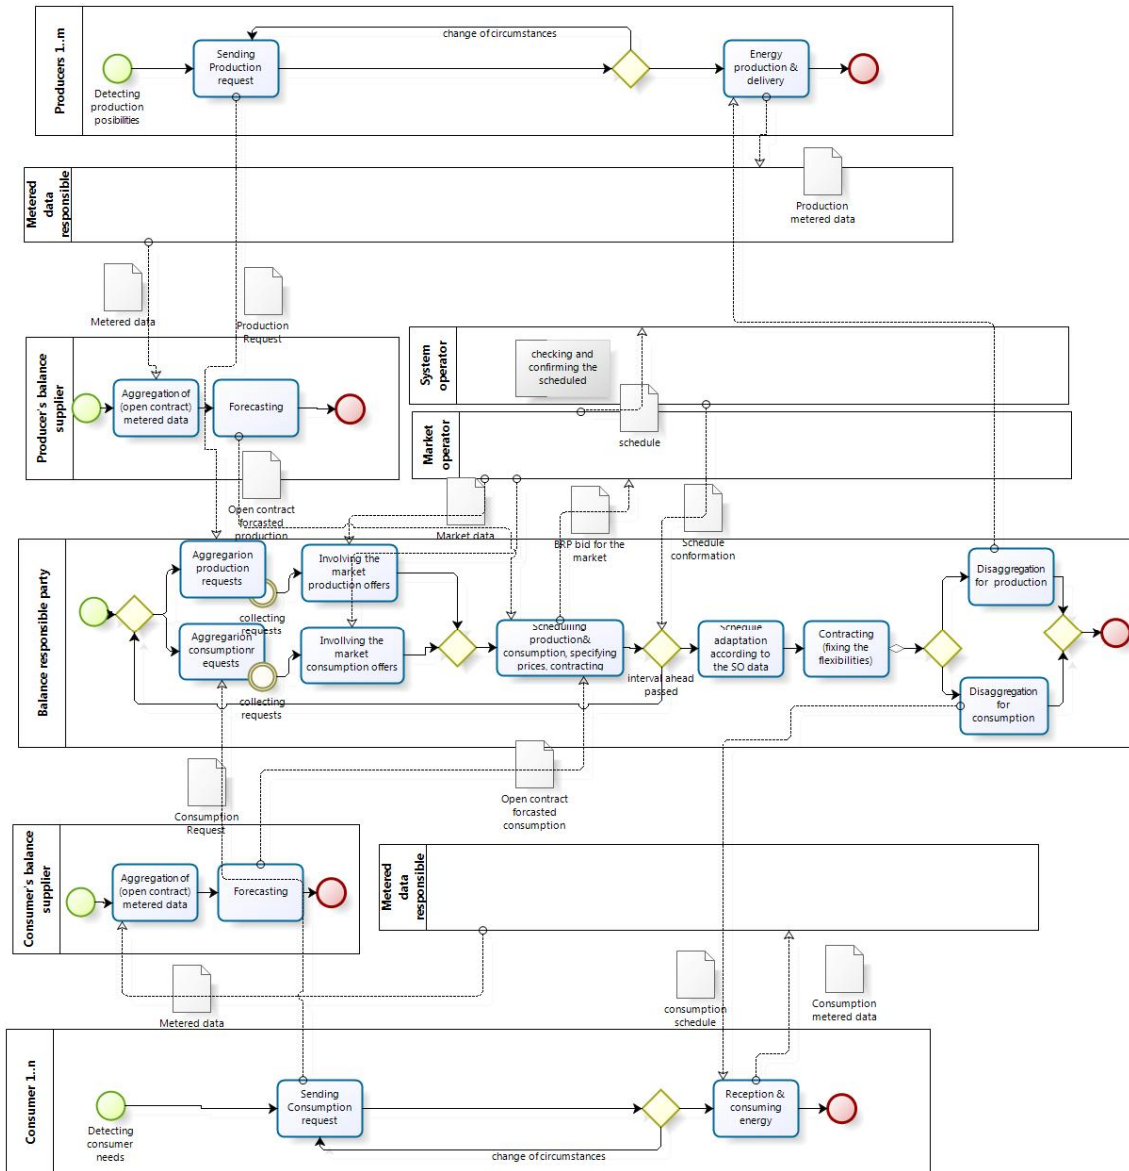 Producers 1..m
change of circumstances
Sending
Production
request
Energy
production &
delivery
Detecting
production
posibilities
Metered
data
responsible
Production
metered data
Metered data
Production
Request
Producer's balance
supplier
Aggregation of
(open contract)
metered data
Forecasting
System
operator
checking and
confirming the
scheduled
schedule
Market
operator
Open contract
forcasted
production
Market data
BRP bid for the
market
Schedule
conformation
Balance responsible party
Aggregarion
production
requests
collecting
requests
Involving the
market
production offers
Aggregarion
consumptionr
equests
collecting
requests
Invollving the
market
consumption offers
Schedulling
production&
consumption, specifying
prices, contracting
interval ahead
passed
Schedule
adaptation
according to
the SO data
Contracting
(fixing the
flexibilities)
Disaggregation
for production
Disaggregation
for
consumption
Consumption
Request
Open contract
forcasted
consumption
Consumer's balance
supplier
Aggregation of
(open contract)
metered data
Forecasting
Metered
data
responsible
Metered data
consumption
schedule
Consumption
metered data
Consumer 1..n
Detecting
consumer
needs
Sending
Consumption
request
change of circumstances
Reception &
consuming
energy